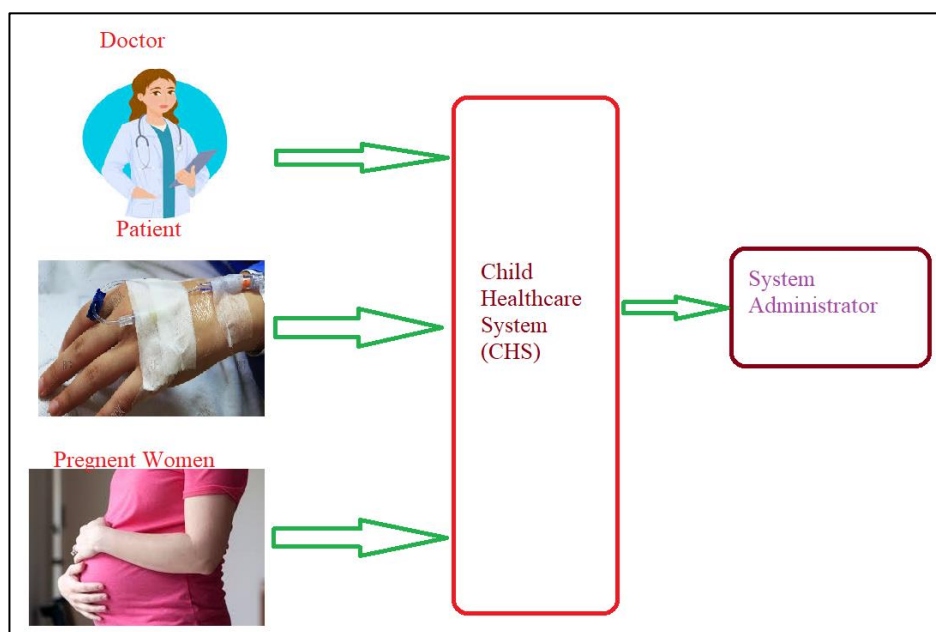 Doctor
Patient
Pregnent Women
Child
Healthcare
System
(CHS)
System
Administrator